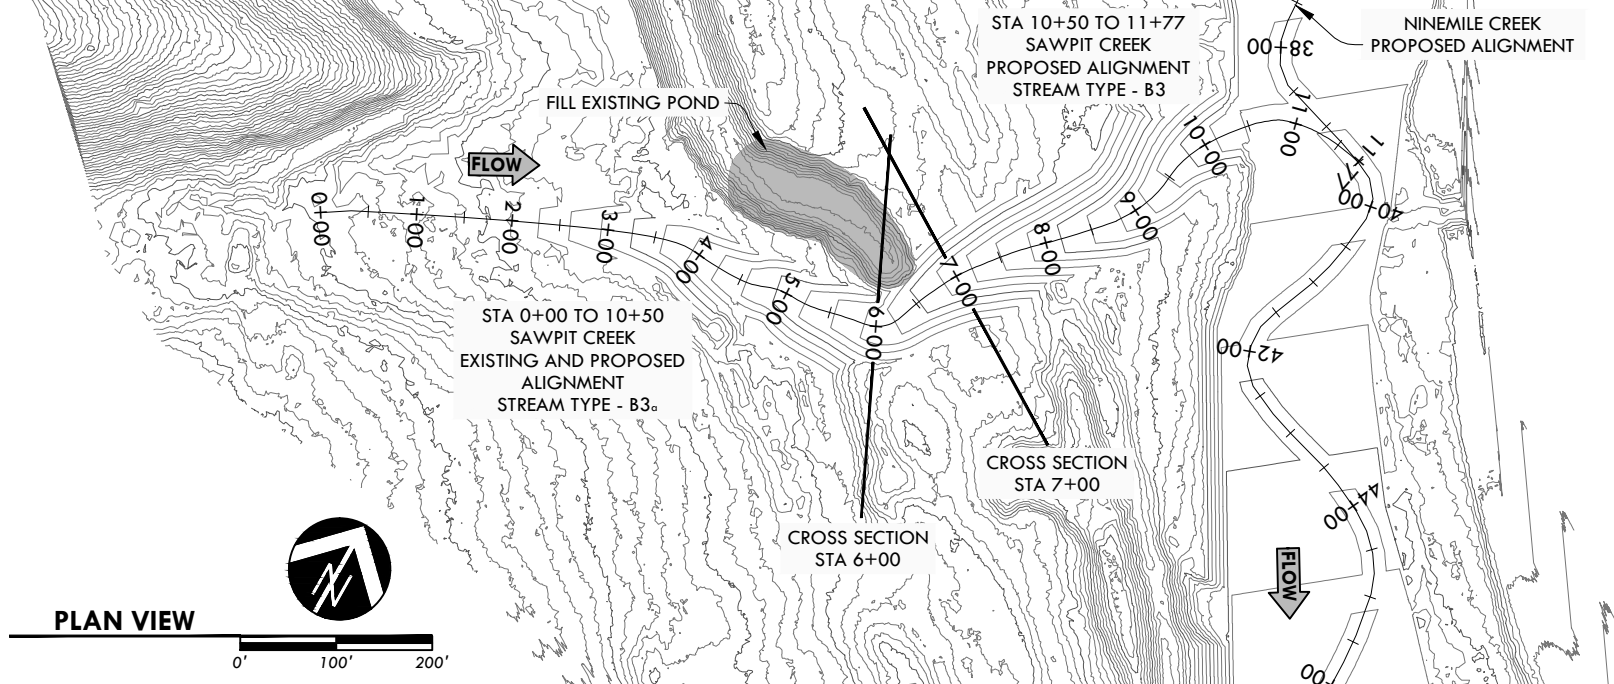 STA 10+50 TO 11+77
SAWPIT CREEK
PROPOSED ALIGNMENT
STREAM TYPE - B3
NINEMILE CREEK
PROPOSED ALIGNMENT
38+00
FILL EXISTING POND
FLOW
0+00
1+00
2+00
3+00
4+00
5+00
6+00
7+00
8+00
9+00
10+00
11+00
11+77
40+00
42+00
44+00
STA 0+00 TO 10+50
SAWPIT CREEK
EXISTING AND PROPOSED
ALIGNMENT
STREAM TYPE - B3a
CROSS SECTION
STA 7+00
CROSS SECTION
STA 6+00
FLOW
N
PLAN VIEW
0'
100'
200'